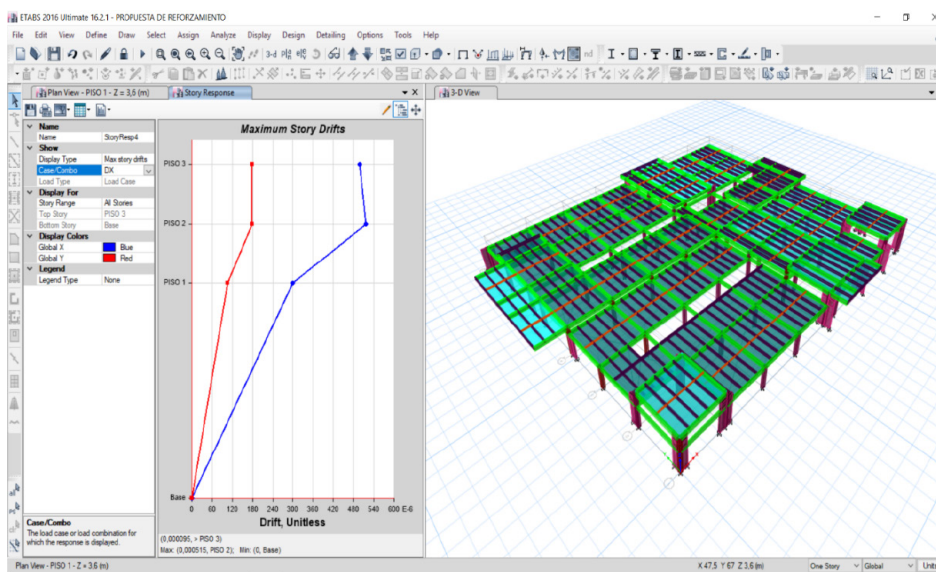 ETABS 2016 Ultimate 16.2.1 - PROPUESTA DE REFORZAMIENTO
File Edit View Define Draw Select Assign Analyze Display Design Detailing Options Tools Help
Plan View - PISO 1 - Z = 3,6 (m)
Story Response
3-D View
Name
Name StoryResp4
Show
Display Type Max story drifts
Case/Combo DX
Load Type Load Case
Display For
Story Range All Stories
Top Story PISO 3
Bottom Story Base
Display Colors
Global X Blue
Global Y Red
Legend
Legend Type None
Maximum Story Drifts
PISO 3
PISO 2
PISO 1
Base
0 60 120 180 240 300 360 420 480 540 600 E-6
Drift, Unitless
Case/Combo
The load case or load combination for
which the response is displayed.
(0,000395, > PISO 3)
Max: (0,000515, PISO 2); Min: (0, Base)
Plan View - PISO 1 - Z = 3,6 (m)
X 47,5 Y 67 Z 3,6 (m)
One Story
Global
Units